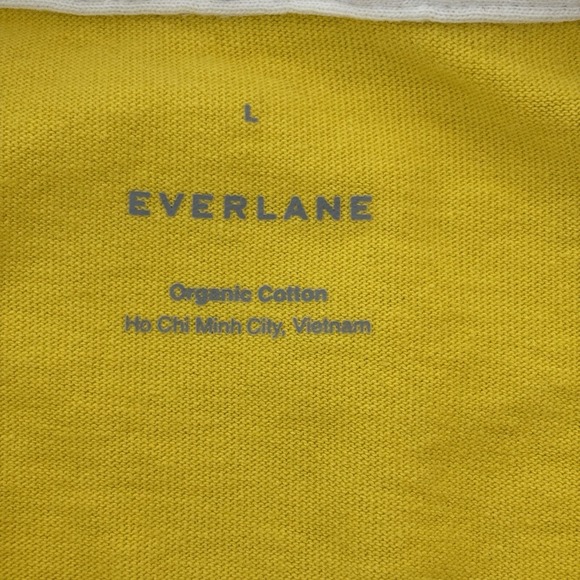 L
EVERLANE
Organic Cotton
Ho Chi Minh City, Vietnam